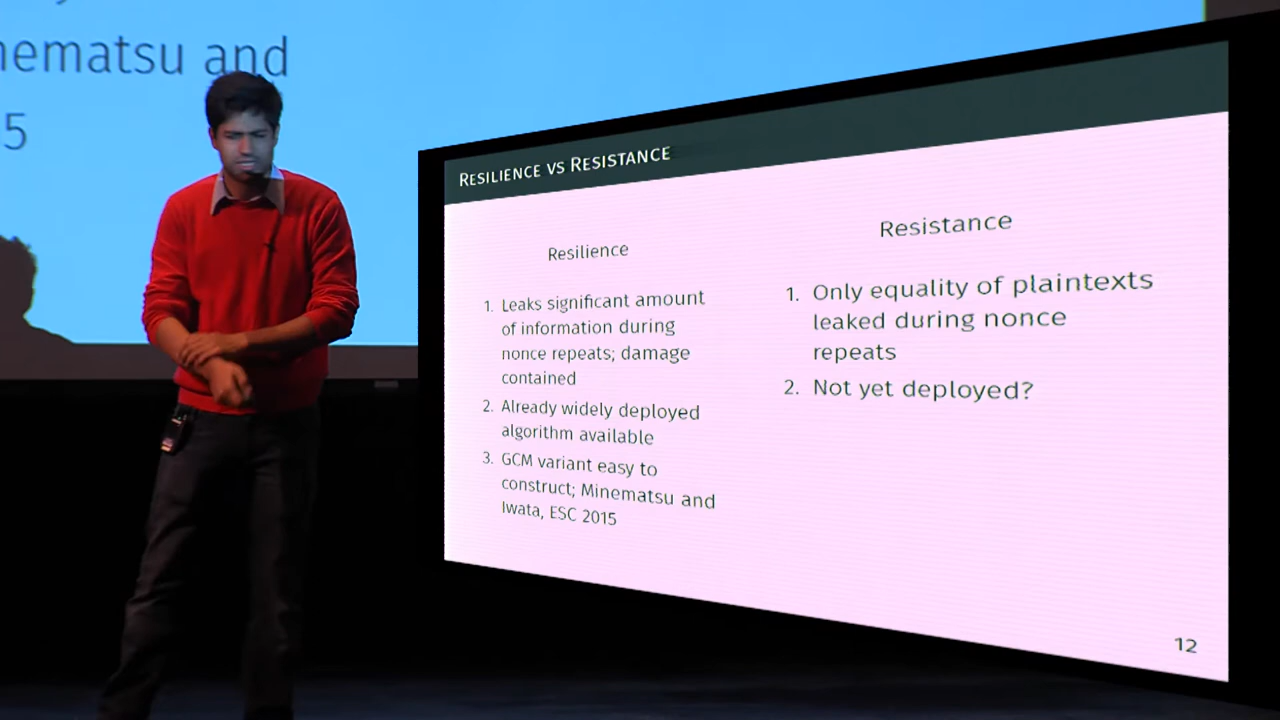 nematsu and
5
RESILIENCE VS RESISTANCE
Resilience
1. Leaks significant amount
of information during
nonce repeats; damage
contained
2. Already widely deployed
algorithm available
3. GCM variant easy to
construct; Minematsu and
Iwata, ESC 2015
Resistance
1. Only equality of plaintexts
leaked during nonce
repeats
2. Not yet deployed?
12